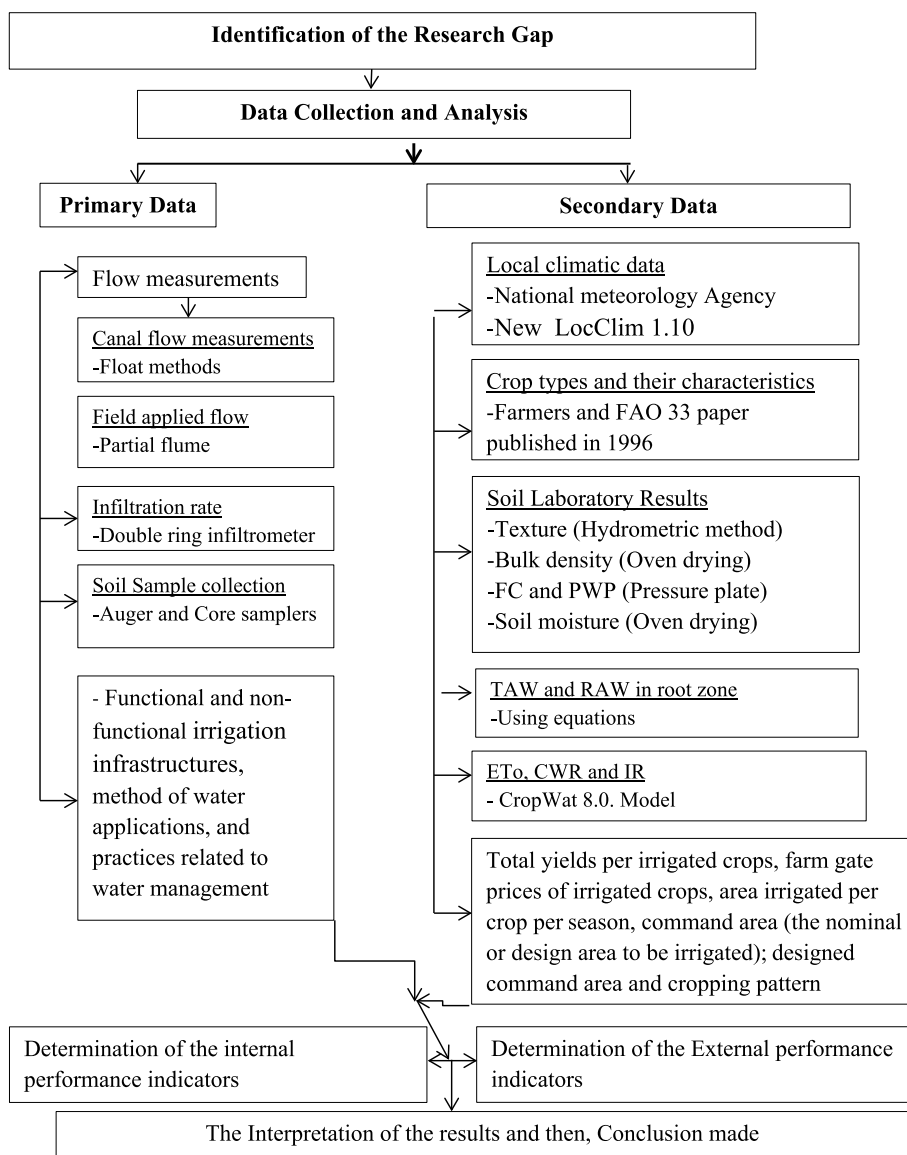 Identification of the Research Gap
Data Collection and Analysis
Primary Data
Secondary Data
Flow measurements
Canal flow measurements
-Float methods
Field applied flow
-Partial flume
Infiltration rate
-Double ring infiltrometer
Soil Sample collection
-Auger and Core samplers
- Functional and non-
functional irrigation
infrastructures,
method of water
applications, and
practices related to
water management
Local climatic data
-National meteorology Agency
-New LocClim 1.10
Crop types and their characteristics
-Farmers and FAO 33 paper
published in 1996
Soil Laboratory Results
-Texture (Hydrometric method)
-Bulk density (Oven drying)
-FC and PWP (Pressure plate)
-Soil moisture (Oven drying)
TAW and RAW in root zone
-Using equations
ETo, CWR and IR
- CropWat 8.0. Model
Total yields per irrigated crops, farm gate
prices of irrigated crops, area irrigated per
crop per season, command area (the nominal
or design area to be irrigated); designed
command area and cropping pattern
Determination of the internal
performance indicators
Determination of the External performance
indicators
The Interpretation of the results and then, Conclusion made